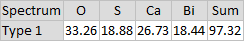 Spectrum O S Ca Bi Sum
Type 1 33.26 18.88 26.73 18.44 97.32